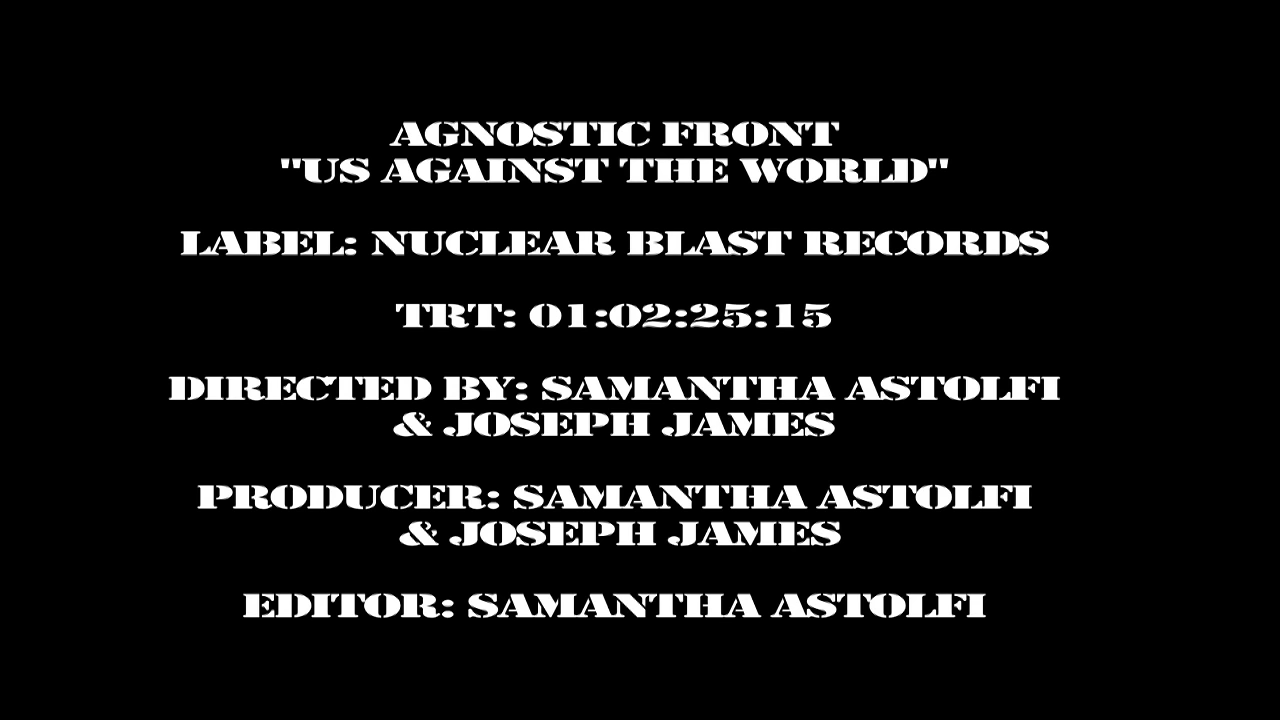 AGNOSTIC FRONT
"US AGAINST THE WORLD"
LABEL: NUCLEAR BLAST RECORDS
TRT: 01:02:25:15
DIRECTED BY: SAMANTHA ASTOLFI
& JOSEPH JAMES
PRODUCER: SAMANTHA ASTOLFI
& JOSEPH JAMES
EDITOR: SAMANTHA ASTOLFI